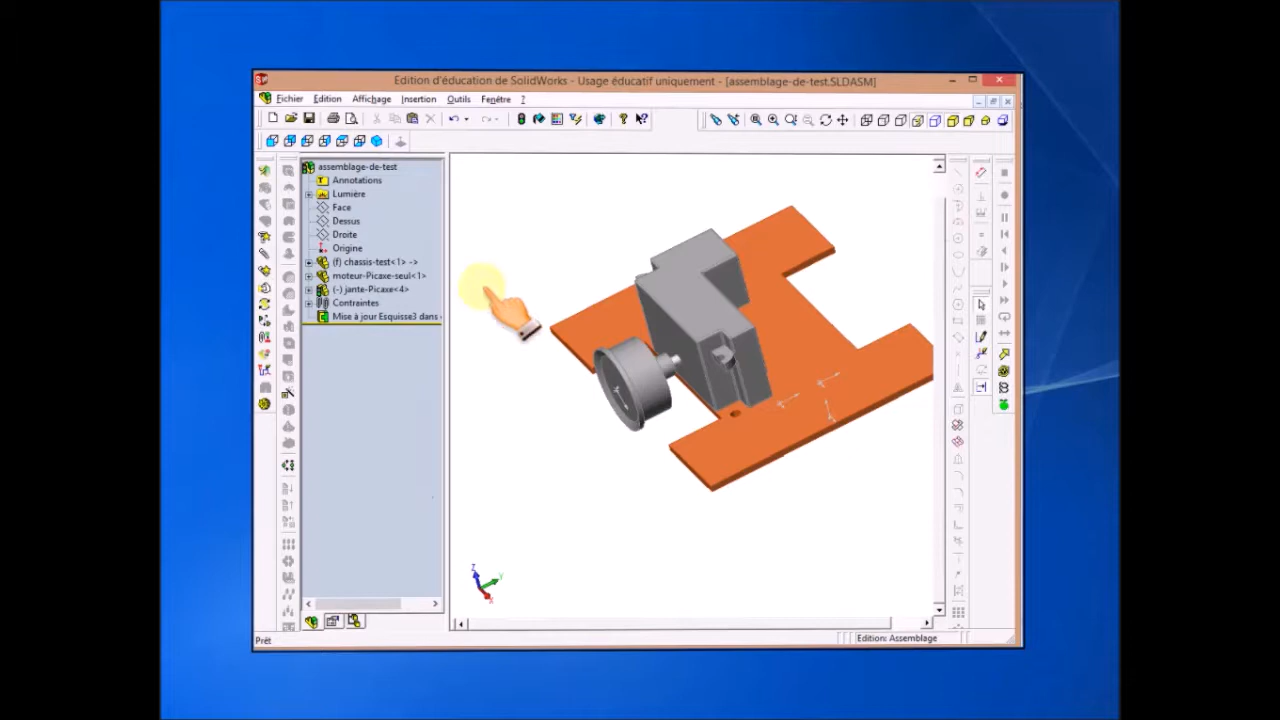 Edition d'éducation de SolidWorks - Usage éducatif uniquement - [assemblage-de-test.SLDASM]
Fichier Edition Affichage Insertion Outils Fenêtre ?
assemblage-de-test
Annotations
Lumière
Face
Dessus
Droite
Origine
(f) chassis-test<1> ->
moteur-Picaxe-seul<1>
(-) jante-Picaxe<4>
Contraintes
Mise à jour Esquisse3 dans
Z
Y
X
Prêt
Edition: Assemblage